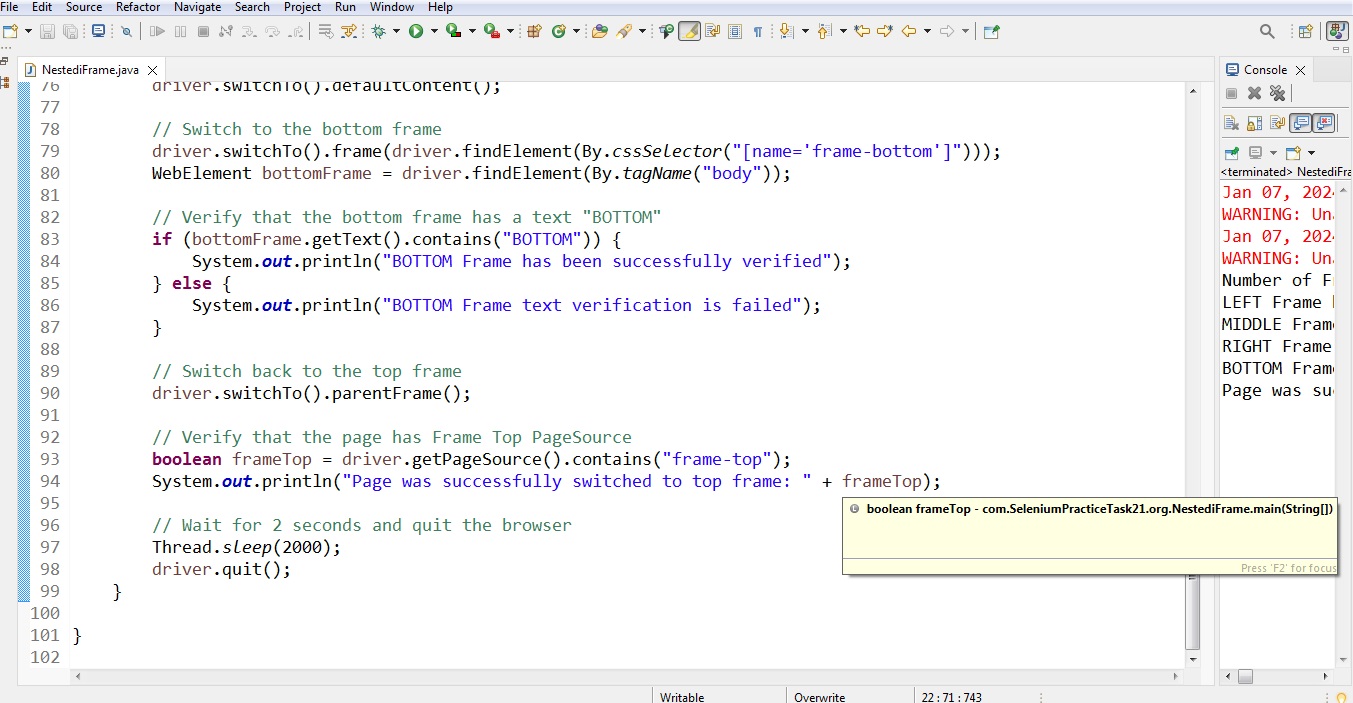 File Edit Source Refactor Navigate Search Project Run Window Help
NestediFrame.java
76 driver.switchTo().defaultContent();
77
78 // Switch to the bottom frame
79 driver.switchTo().frame(driver.findElement(By.cssSelector("[name='frame-bottom']")));
80 WebElement bottomFrame = driver.findElement(By.tagName("body"));
81
82 // Verify that the bottom frame has a text "BOTTOM"
83 if (bottomFrame.getText().contains("BOTTOM")) {
84 System.out.println("BOTTOM Frame has been successfully verified");
85 } else {
86 System.out.println("BOTTOM Frame text verification is failed");
87 }
88
89 // Switch back to the top frame
90 driver.switchTo().parentFrame();
91
92 // Verify that the page has Frame Top PageSource
93 boolean frameTop = driver.getPageSource().contains("frame-top");
94 System.out.println("Page was successfully switched to top frame: " + frameTop);
95
96 // Wait for 2 seconds and quit the browser
97 Thread.sleep(2000);
98 driver.quit();
99 }
100
101 }
102
boolean frameTop - com.SeleniumPracticeTask21.org.NestediFrame.main(String[])
Press 'F2' for focus
Console
<terminated> NestediFra
Jan 07, 2024
WARNING: Una
Jan 07, 2024
WARNING: Una
Number of F
LEFT Frame
MIDDLE Frame
RIGHT Frame
BOTTOM Frame
Page was su
Writable Overwrite 22 : 71 : 743